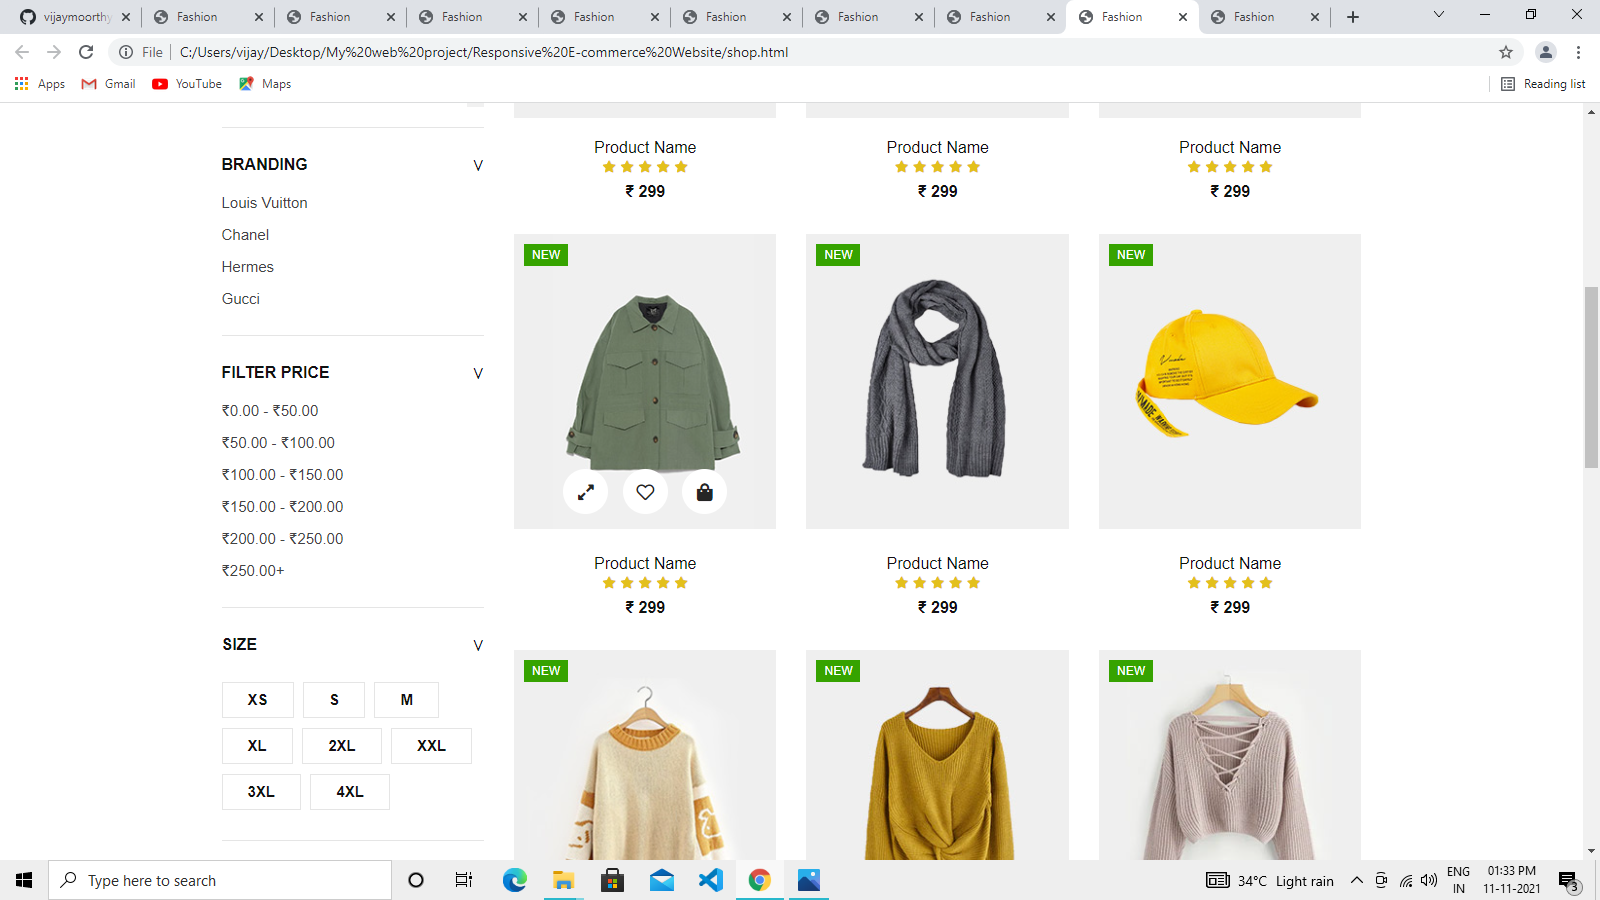 vijaymoorthy
Fashion
Fashion
Fashion
Fashion
Fashion
Fashion
Fashion
Fashion
Fashion
File
C:/Users/vijay/Desktop/My%20web%20project/Responsive%20E-commerce%20Website/shop.html
Apps
Gmail
YouTube
Maps
Reading list
BRANDING V
Louis Vuitton
Chanel
Hermes
Gucci
FILTER PRICE V
₹0.00 - ₹50.00
₹50.00 - ₹100.00
₹100.00 - ₹150.00
₹150.00 - ₹200.00
₹200.00 - ₹250.00
₹250.00+
SIZE V
XS S M
XL 2XL XXL
3XL 4XL
Product Name
₹ 299
Product Name
₹ 299
Product Name
₹ 299
NEW
Product Name
₹ 299
NEW
Product Name
₹ 299
NEW
Product Name
₹ 299
NEW
NEW
NEW
Type here to search
34°C Light rain
ENG
IN
01:33 PM
11-11-2021
3